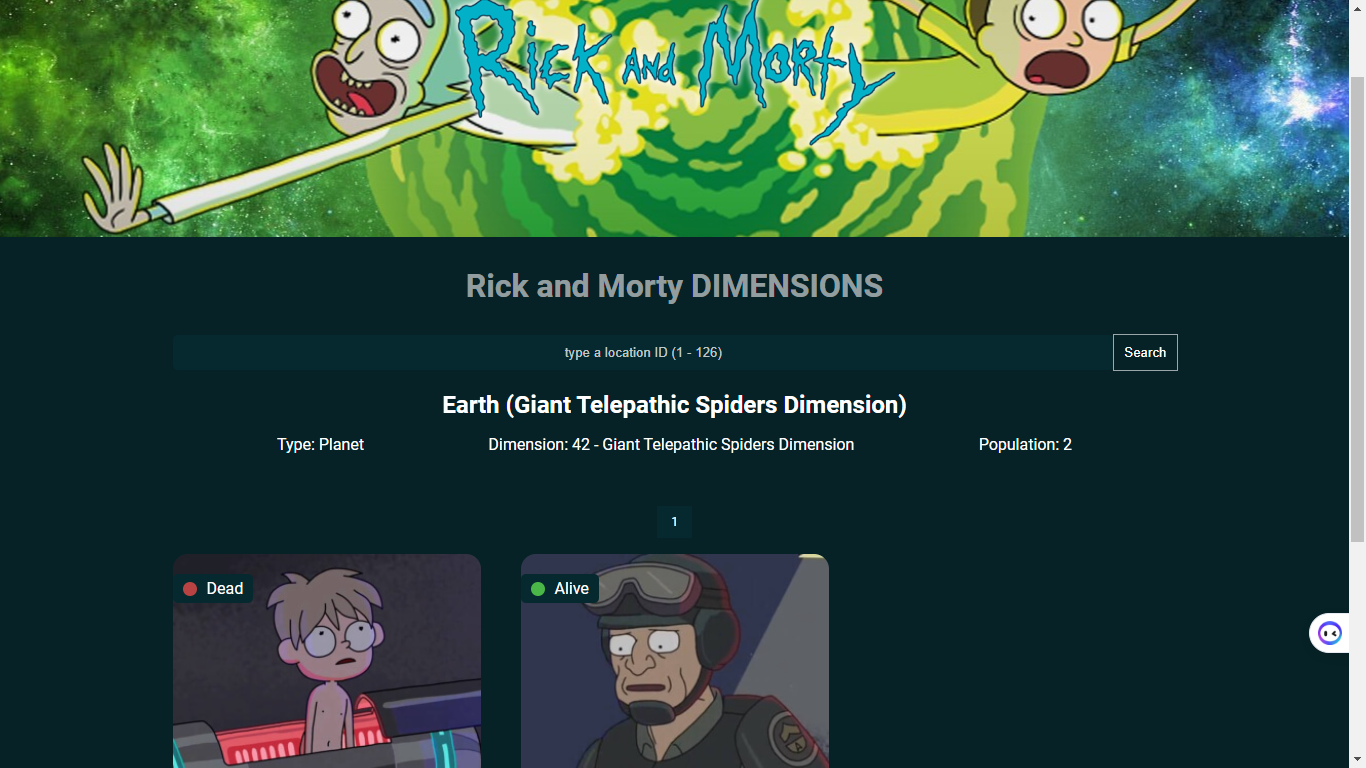 Rick and Morty
Rick and Morty DIMENSIONS
type a location ID (1 - 126)
Search
Earth (Giant Telepathic Spiders Dimension)
Type: Planet
Dimension: 42 - Giant Telepathic Spiders Dimension
Population: 2
1
Dead
Alive